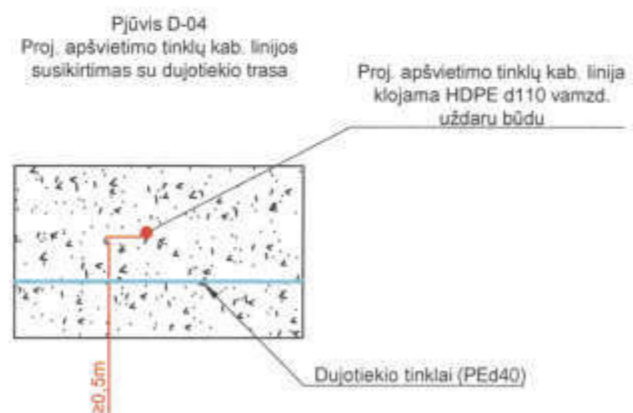 Pjūvis D-04
Proj. apšvietimo tinklų kab. linijos
susikirtimas su dujotiekio trasa
Proj. apšvietimo tinklų kab. linija
klojama HDPE d110 vamzd.
uždaru būdu
Dujotiekio tinklai (PEd40)
≥0,5m